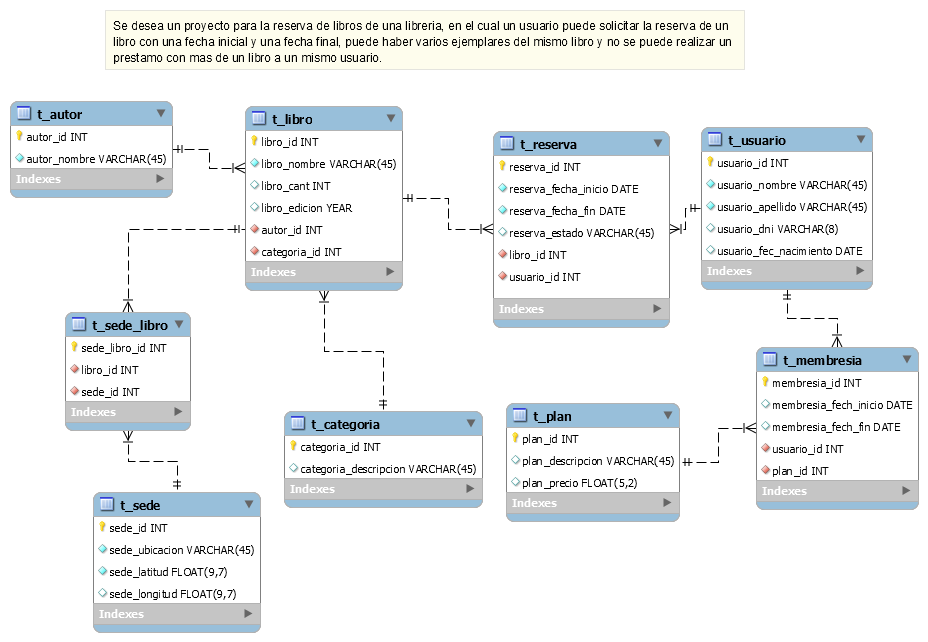 Se desea un proyecto para la reserva de libros de una libreria, en el cual un usuario puede solicitar la reserva de un
libro con una fecha inicial y una fecha final, puede haber varios ejemplares del mismo libro y no se puede realizar un
prestamo con mas de un libro a un mismo usuario.
t_autor
autor_id INT
autor_nombre VARCHAR(45)
Indexes
t_libro
libro_id INT
libro_nombre VARCHAR(45)
libro_cant INT
libro_edicion YEAR
autor_id INT
categoria_id INT
Indexes
t_reserva
reserva_id INT
reserva_fecha_inicio DATE
reserva_fecha_fin DATE
reserva_estado VARCHAR(45)
libro_id INT
usuario_id INT
Indexes
t_usuario
usuario_id INT
usuario_nombre VARCHAR(45)
usuario_apellido VARCHAR(45)
usuario_dni VARCHAR(8)
usuario_fec_nacimiento DATE
Indexes
t_sede_libro
sede_libro_id INT
libro_id INT
sede_id INT
Indexes
t_categoria
categoria_id INT
categoria_descripcion VARCHAR(45)
Indexes
t_plan
plan_id INT
plan_descripcion VARCHAR(45)
plan_precio FLOAT(5,2)
Indexes
t_membresia
membresia_id INT
membresia_fech_inicio DATE
membresia_fech_fin DATE
usuario_id INT
plan_id INT
Indexes
t_sede
sede_id INT
sede_ubicacion VARCHAR(45)
sede_latitud FLOAT(9,7)
sede_longitud FLOAT(9,7)
Indexes